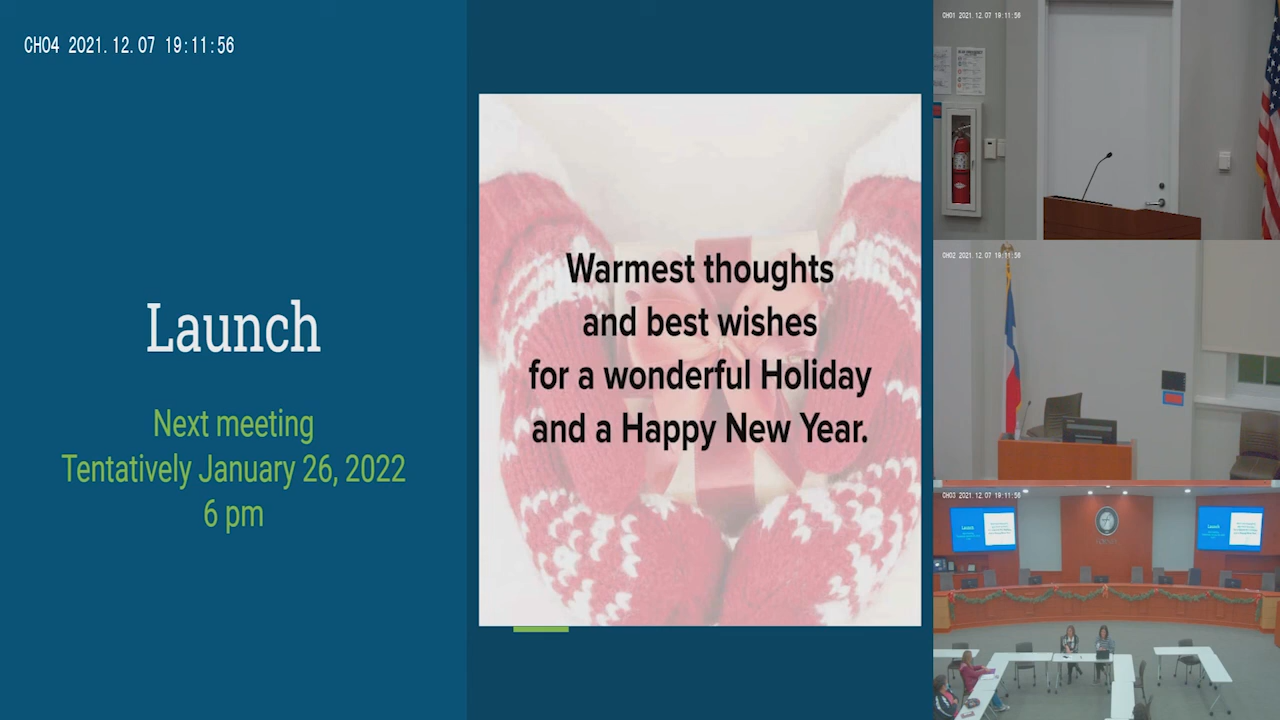 CH04 2021.12.07 19:11:56
Launch
Next meeting
Tentatively January 26, 2022
6 pm
Warmest thoughts
and best wishes
for a wonderful Holiday
and a Happy New Year.
CH01 2021.12.07 19:11:56
CH02 2021.12.07 19:11:56
CH03 2021.12.07 19:11:56
Launch
Launch